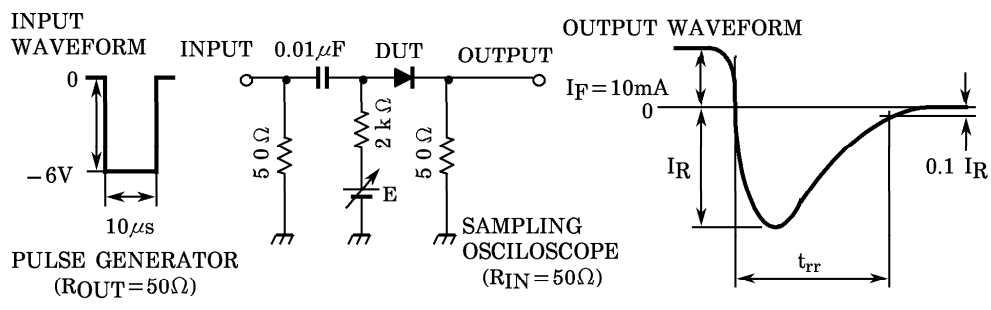 INPUT
WAVEFORM
0
−6V
10μs
PULSE GENERATOR
(ROUT=50Ω)
INPUT 0.01μF DUT OUTPUT
50Ω
2kΩ
E
50Ω
SAMPLING
OSCILOSCOPE
(RIN=50Ω)
OUTPUT WAVEFORM
IF=10mA
0
IR
0.1 IR
trr